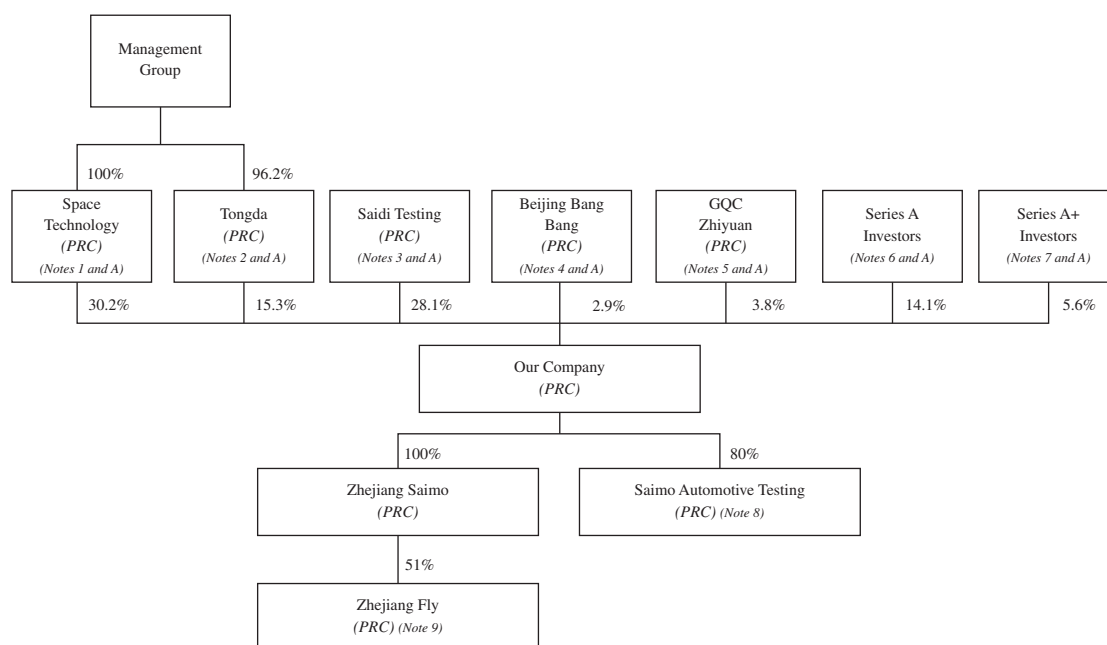 Management
Group
100%
96.2%
Space
Technology
(PRC)
(Notes 1 and A)
Tongda
(PRC)
(Notes 2 and A)
Saidi Testing
(PRC)
(Notes 3 and A)
Beijing Bang
Bang
(PRC)
(Notes 4 and A)
GQC
Zhiyuan
(PRC)
(Notes 5 and A)
Series A
Investors
(Notes 6 and A)
Series A+
Investors
(Notes 7 and A)
30.2%
15.3%
28.1%
2.9%
3.8%
14.1%
5.6%
Our Company
(PRC)
100%
80%
Zhejiang Saimo
(PRC)
Saimo Automotive Testing
(PRC) (Note 8)
51%
Zhejiang Fly
(PRC) (Note 9)